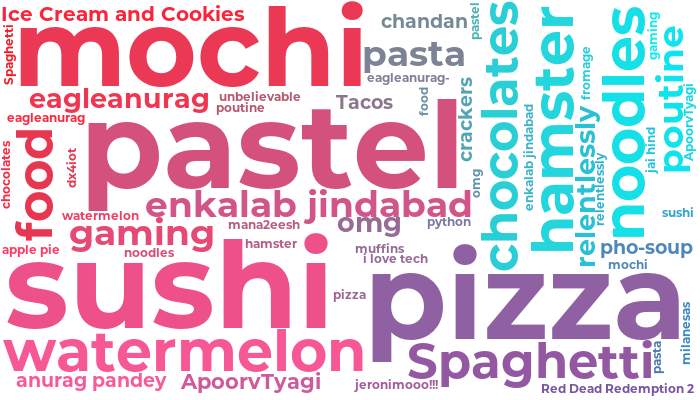 Ice Cream and Cookies
Spaghetti
mochi
chandan
pastel
pasta
eagleanurag-
eagleanurag
unbelievable
poutine
Tacos
food
crackers
chocolates
hamster
fromage
noodles
gaming
poutine
ApoorvTyagi
eagleanurag
pastel
chocolates
food
dx4iot
enkalab jindabad
relentlessly
relentlessly
jai hind
omg
watermelon
enkalab jindabad
mana2eesh
omg
python
sushi
gaming
hamster
apple pie
noodles
muffins
i love tech
pho-soup
mochi
sushi
pizza
pizza
watermelon
Spaghetti
pasta
milanesas
anurag pandey
ApoorvTyagi
jeronimooo!!!
Red Dead Redemption 2